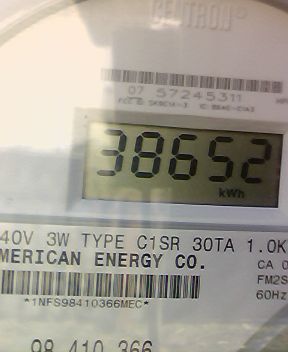 CENTRON®
07 57245311
38652
kWh
40V 3W TYPE C1SR 30TA 1.0K
MERICAN ENERGY CO.
CA 0
FM2S
60Hz
*1NFS98410366MEC*
98 410 366